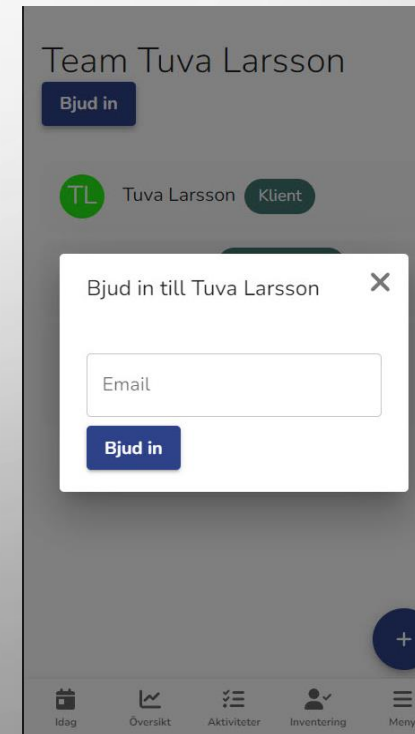 Team Tuva Larsson
Bjud in
TL Tuva Larsson Klient
Bjud in till Tuva Larsson
Email
Bjud in
+
Idag Översikt Aktiviteter Inventering Meny